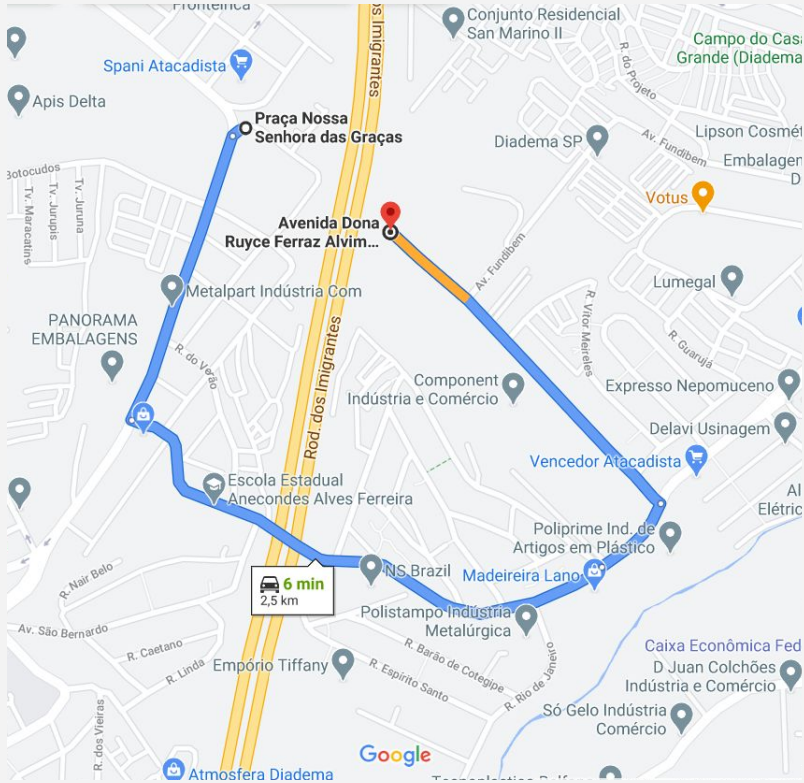 os Imigrantes
Conjunto Residencial
San Marino II
Spani Atacadista
Campo do Casa
Grande (Diadema
R. do Projeto
Apis Delta
Praça Nossa
Senhora das Graças
Diadema SP
Av. Fundibem
Lipson Cosmét
Embalagen
D
Botocudos
Tv. Maracatins
Tv. Jurupis
Tv. Juruna
Votus
Avenida Dona
Ruyce Ferraz Alvim...
Av. Fundibem
Metalpart Indústria Com
Lumegal
PANORAMA
EMBALAGENS
R. do Verão
Rod. dos Imigrantes
R. Vitor Meireles
R. Guarujá
Component
Indústria e Comércio
Expresso Nepomuceno
Delavi Usinagem
Vencedor Atacadista
Escola Estadual
Anecondes Alves Ferreira
Al
Elétric
Poliprime Ind. de
Artigos em Plástico
NS Brazil
Madeireira Lano
6 min
2,5 km
R. Nair Belo
Polistampo Indústria
Metalúrgica
Av. São Bernardo
R. Caetano
R. Linda
Empório Tiffany
R. Barão de Cotegipe
R. Espírito Santo
R. Rio de Janeiro
Caixa Econômica Fed
D Juan Colchões
Indústria e Comércio
R. dos Vieiras
Só Gelo Indústria
Comércio
Google
Atmosfera Diadema